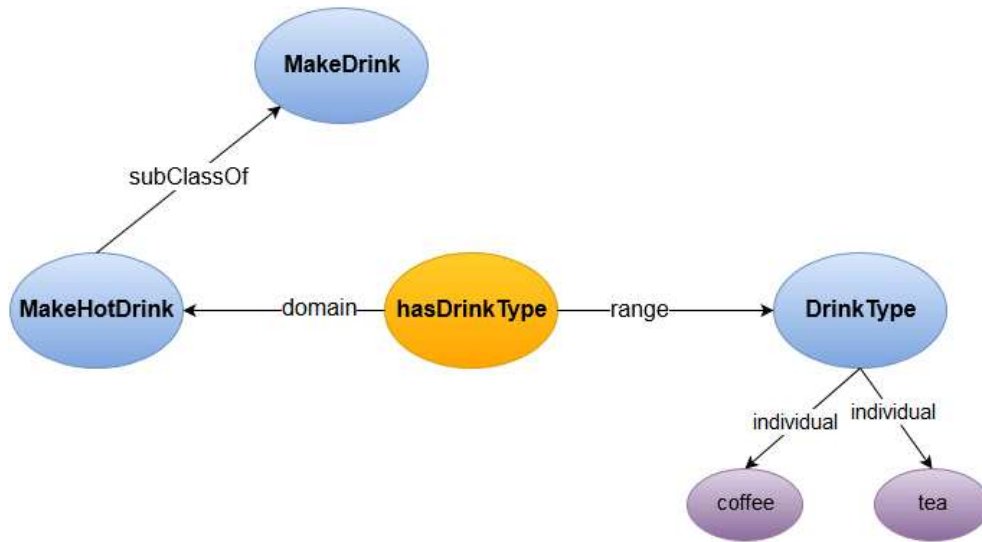 MakeDrink
subClassOf
MakeHotDrink
domain
hasDrinkType
range
DrinkType
individual
individual
coffee
tea